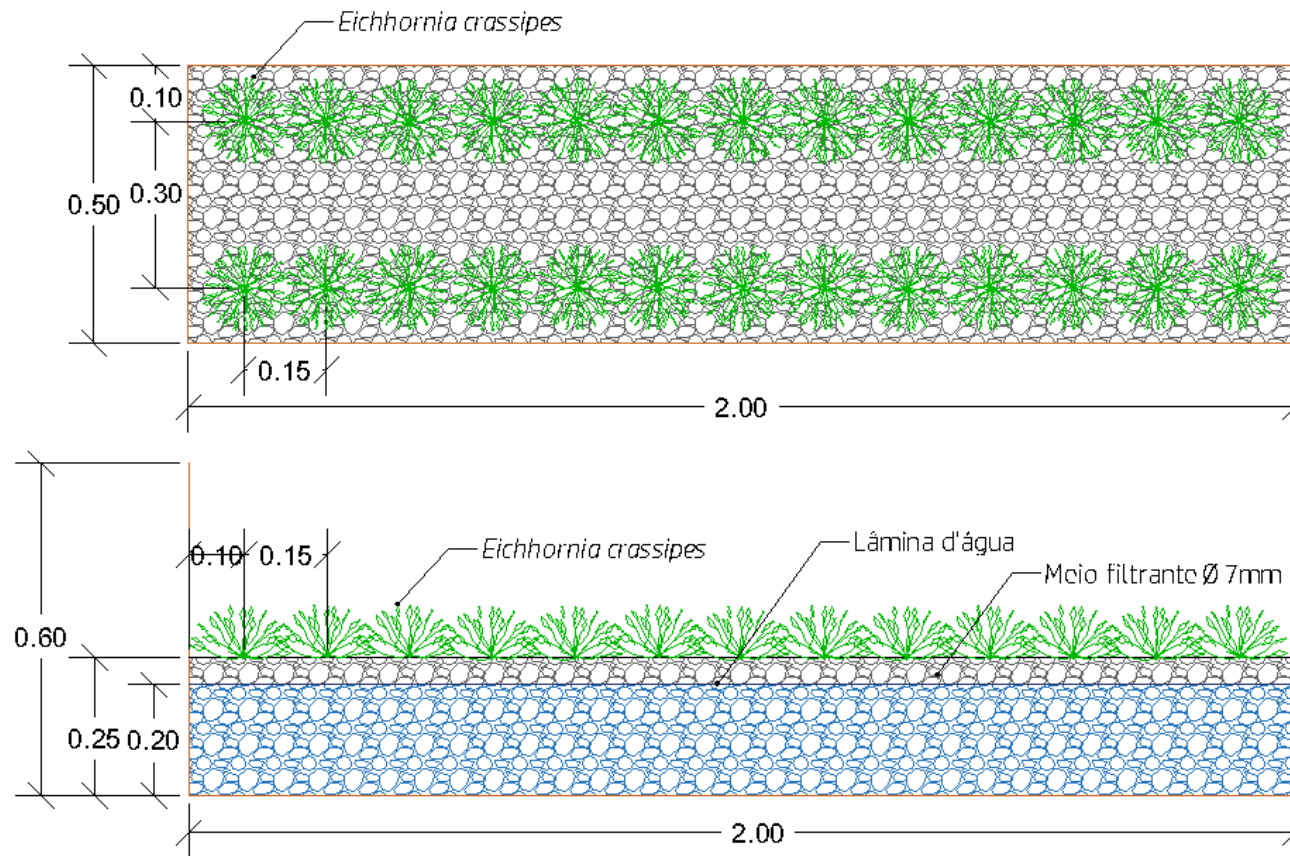 Eichhornia crassipes
0.10
0.30
0.50
0.15
2.00
0.10
0.15
Eichhornia crassipes
Lâmina d'água
Meio filtrante Ø 7mm
0.60
0.25
0.20
2.00